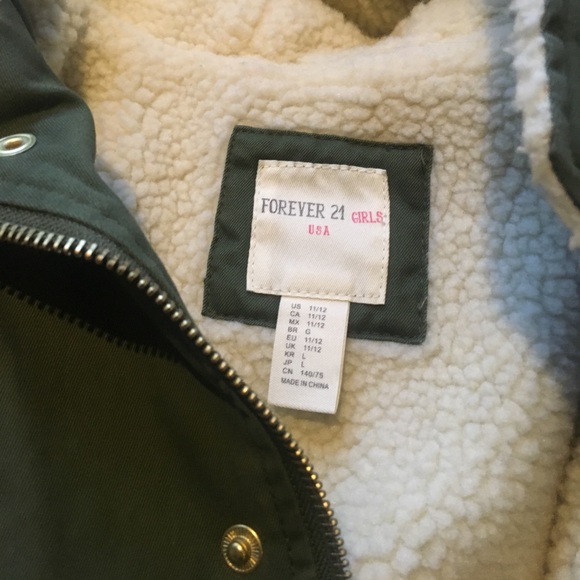 FOREVER 21 GIRLS
USA
US 11/12
CA 11/12
MX 11/12
BR G
EU 11/12
UK 11/12
KR L
JP L
CN 140/75
MADE IN CHINA